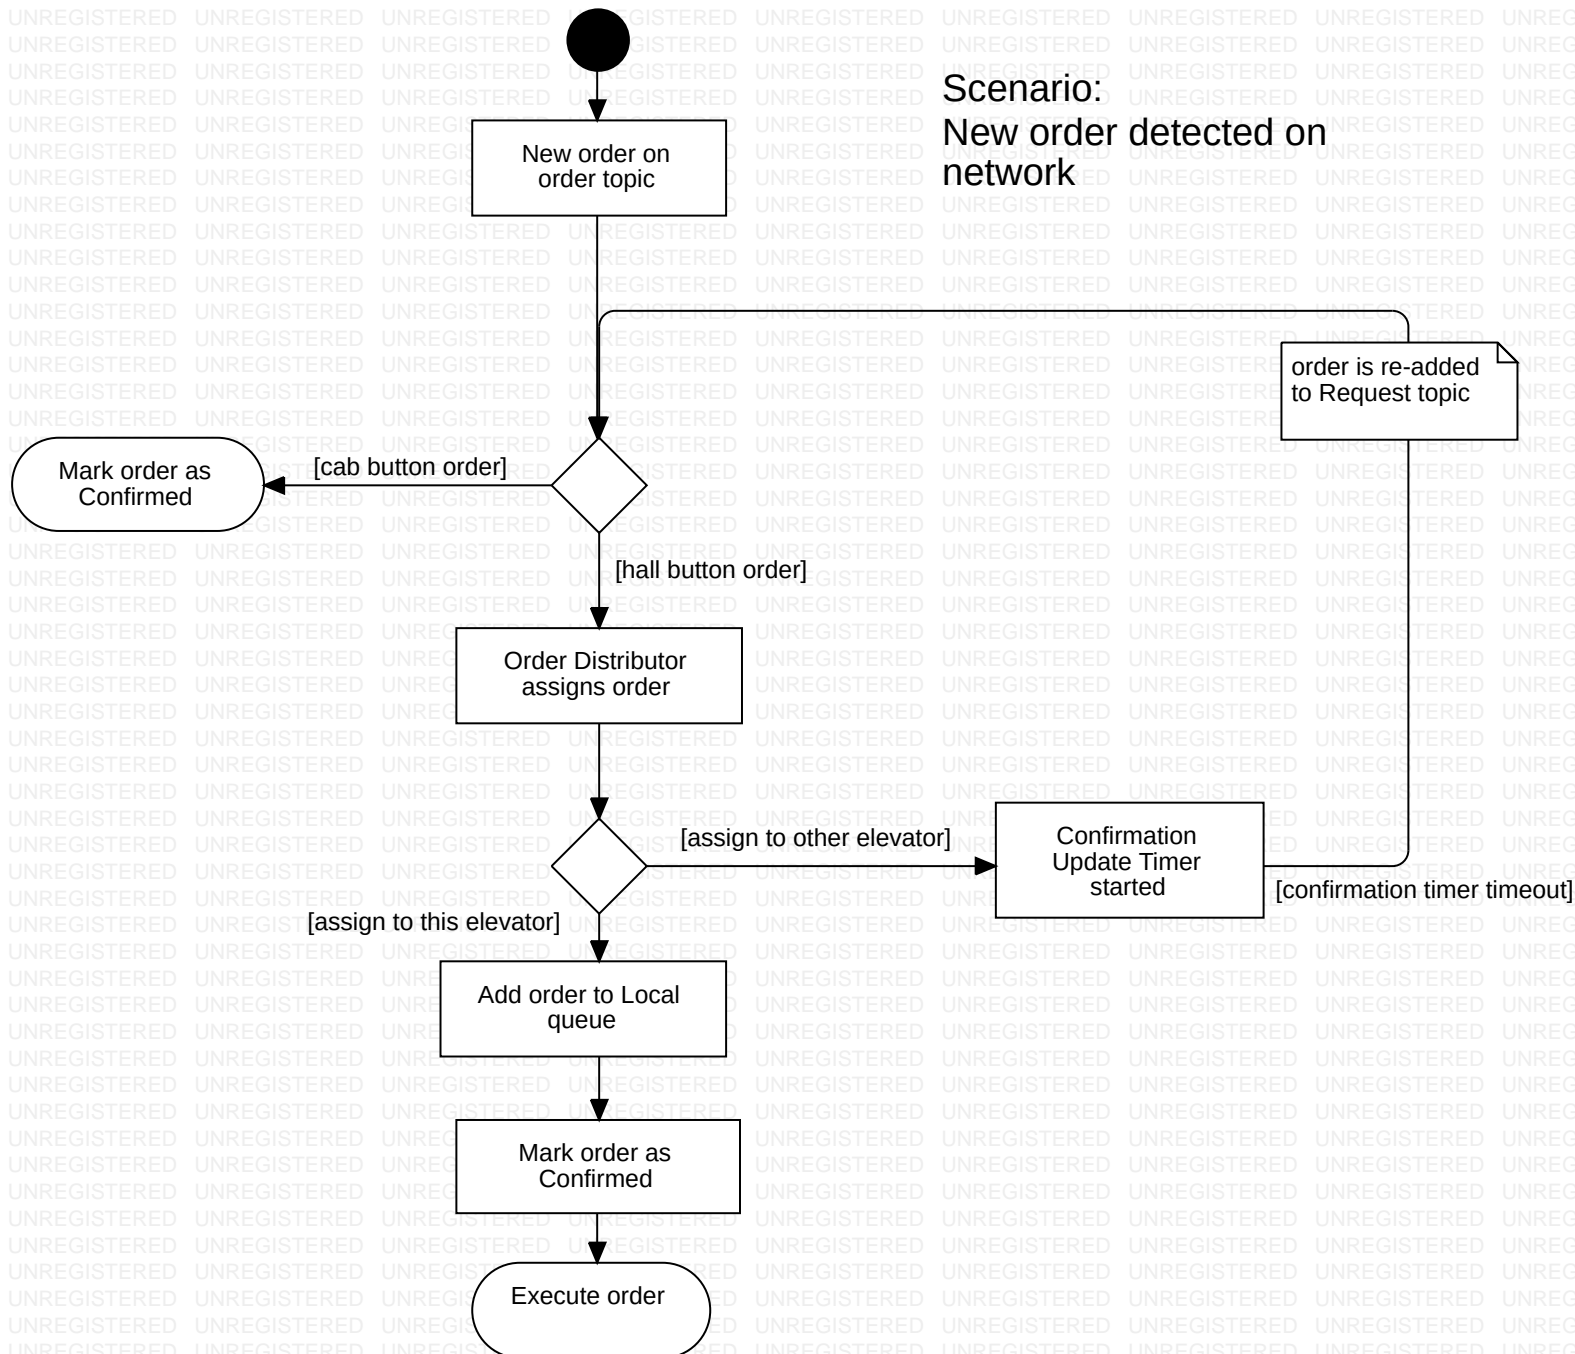 Scenario:
New order detected on
network
New order on
order topic
order is re-added
to Request topic
Mark order as
Confirmed
[cab button order]
[hall button order]
Order Distributor
assigns order
[assign to other elevator]
Confirmation
Update Timer
started
[confirmation timer timeout]
[assign to this elevator]
Add order to Local
queue
Mark order as
Confirmed
Execute order
UNREGISTERED